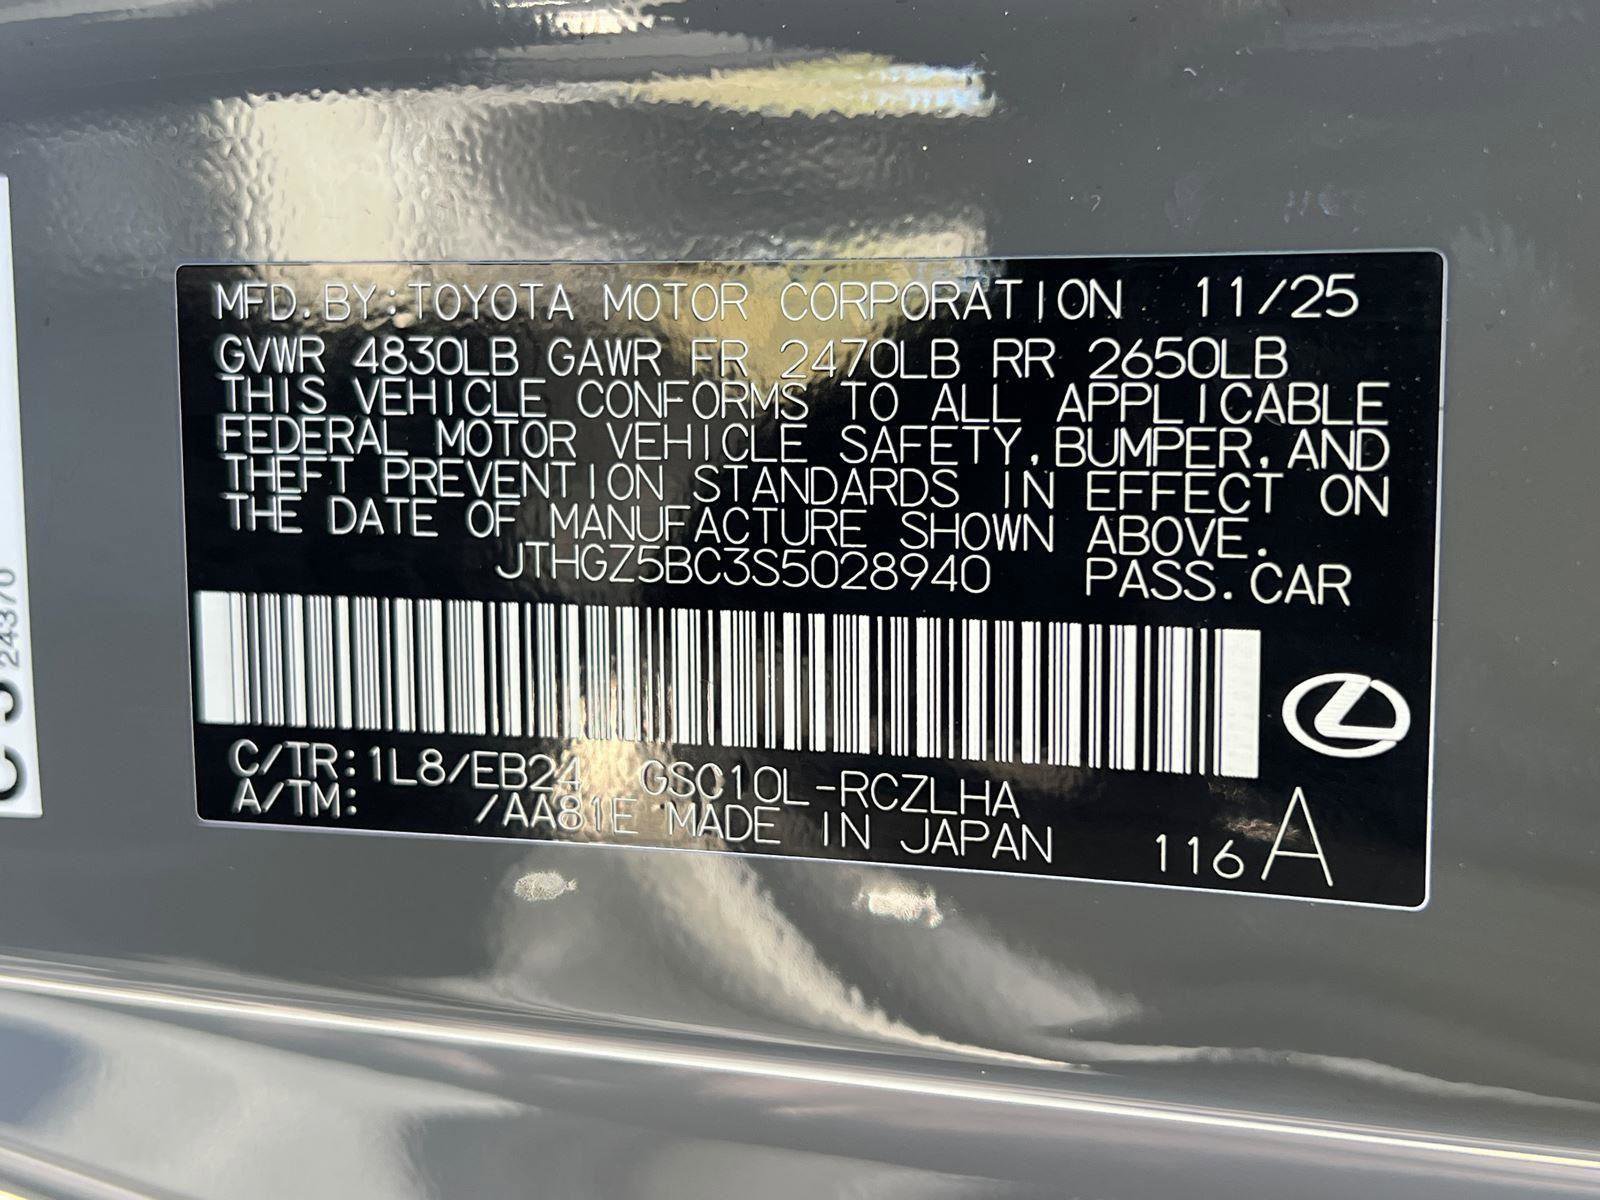 MFD.BY:TOYOTA MOTOR CORPORATION 11/25
GVWR 4830LB GAWR FR 2470LB RR 2650LB
THIS VEHICLE CONFORMS TO ALL APPLICABLE
FEDERAL MOTOR VEHICLE SAFETY,BUMPER,AND
THEFT PREVENTION STANDARDS IN EFFECT ON
THE DATE OF MANUFACTURE SHOWN ABOVE.
JTHGZ5BC3S5028940 PASS.CAR
C/TR:1L8/EB24 GSC10L-RCZLHA
A/TM: /AA81E MADE IN JAPAN
116 A
24370